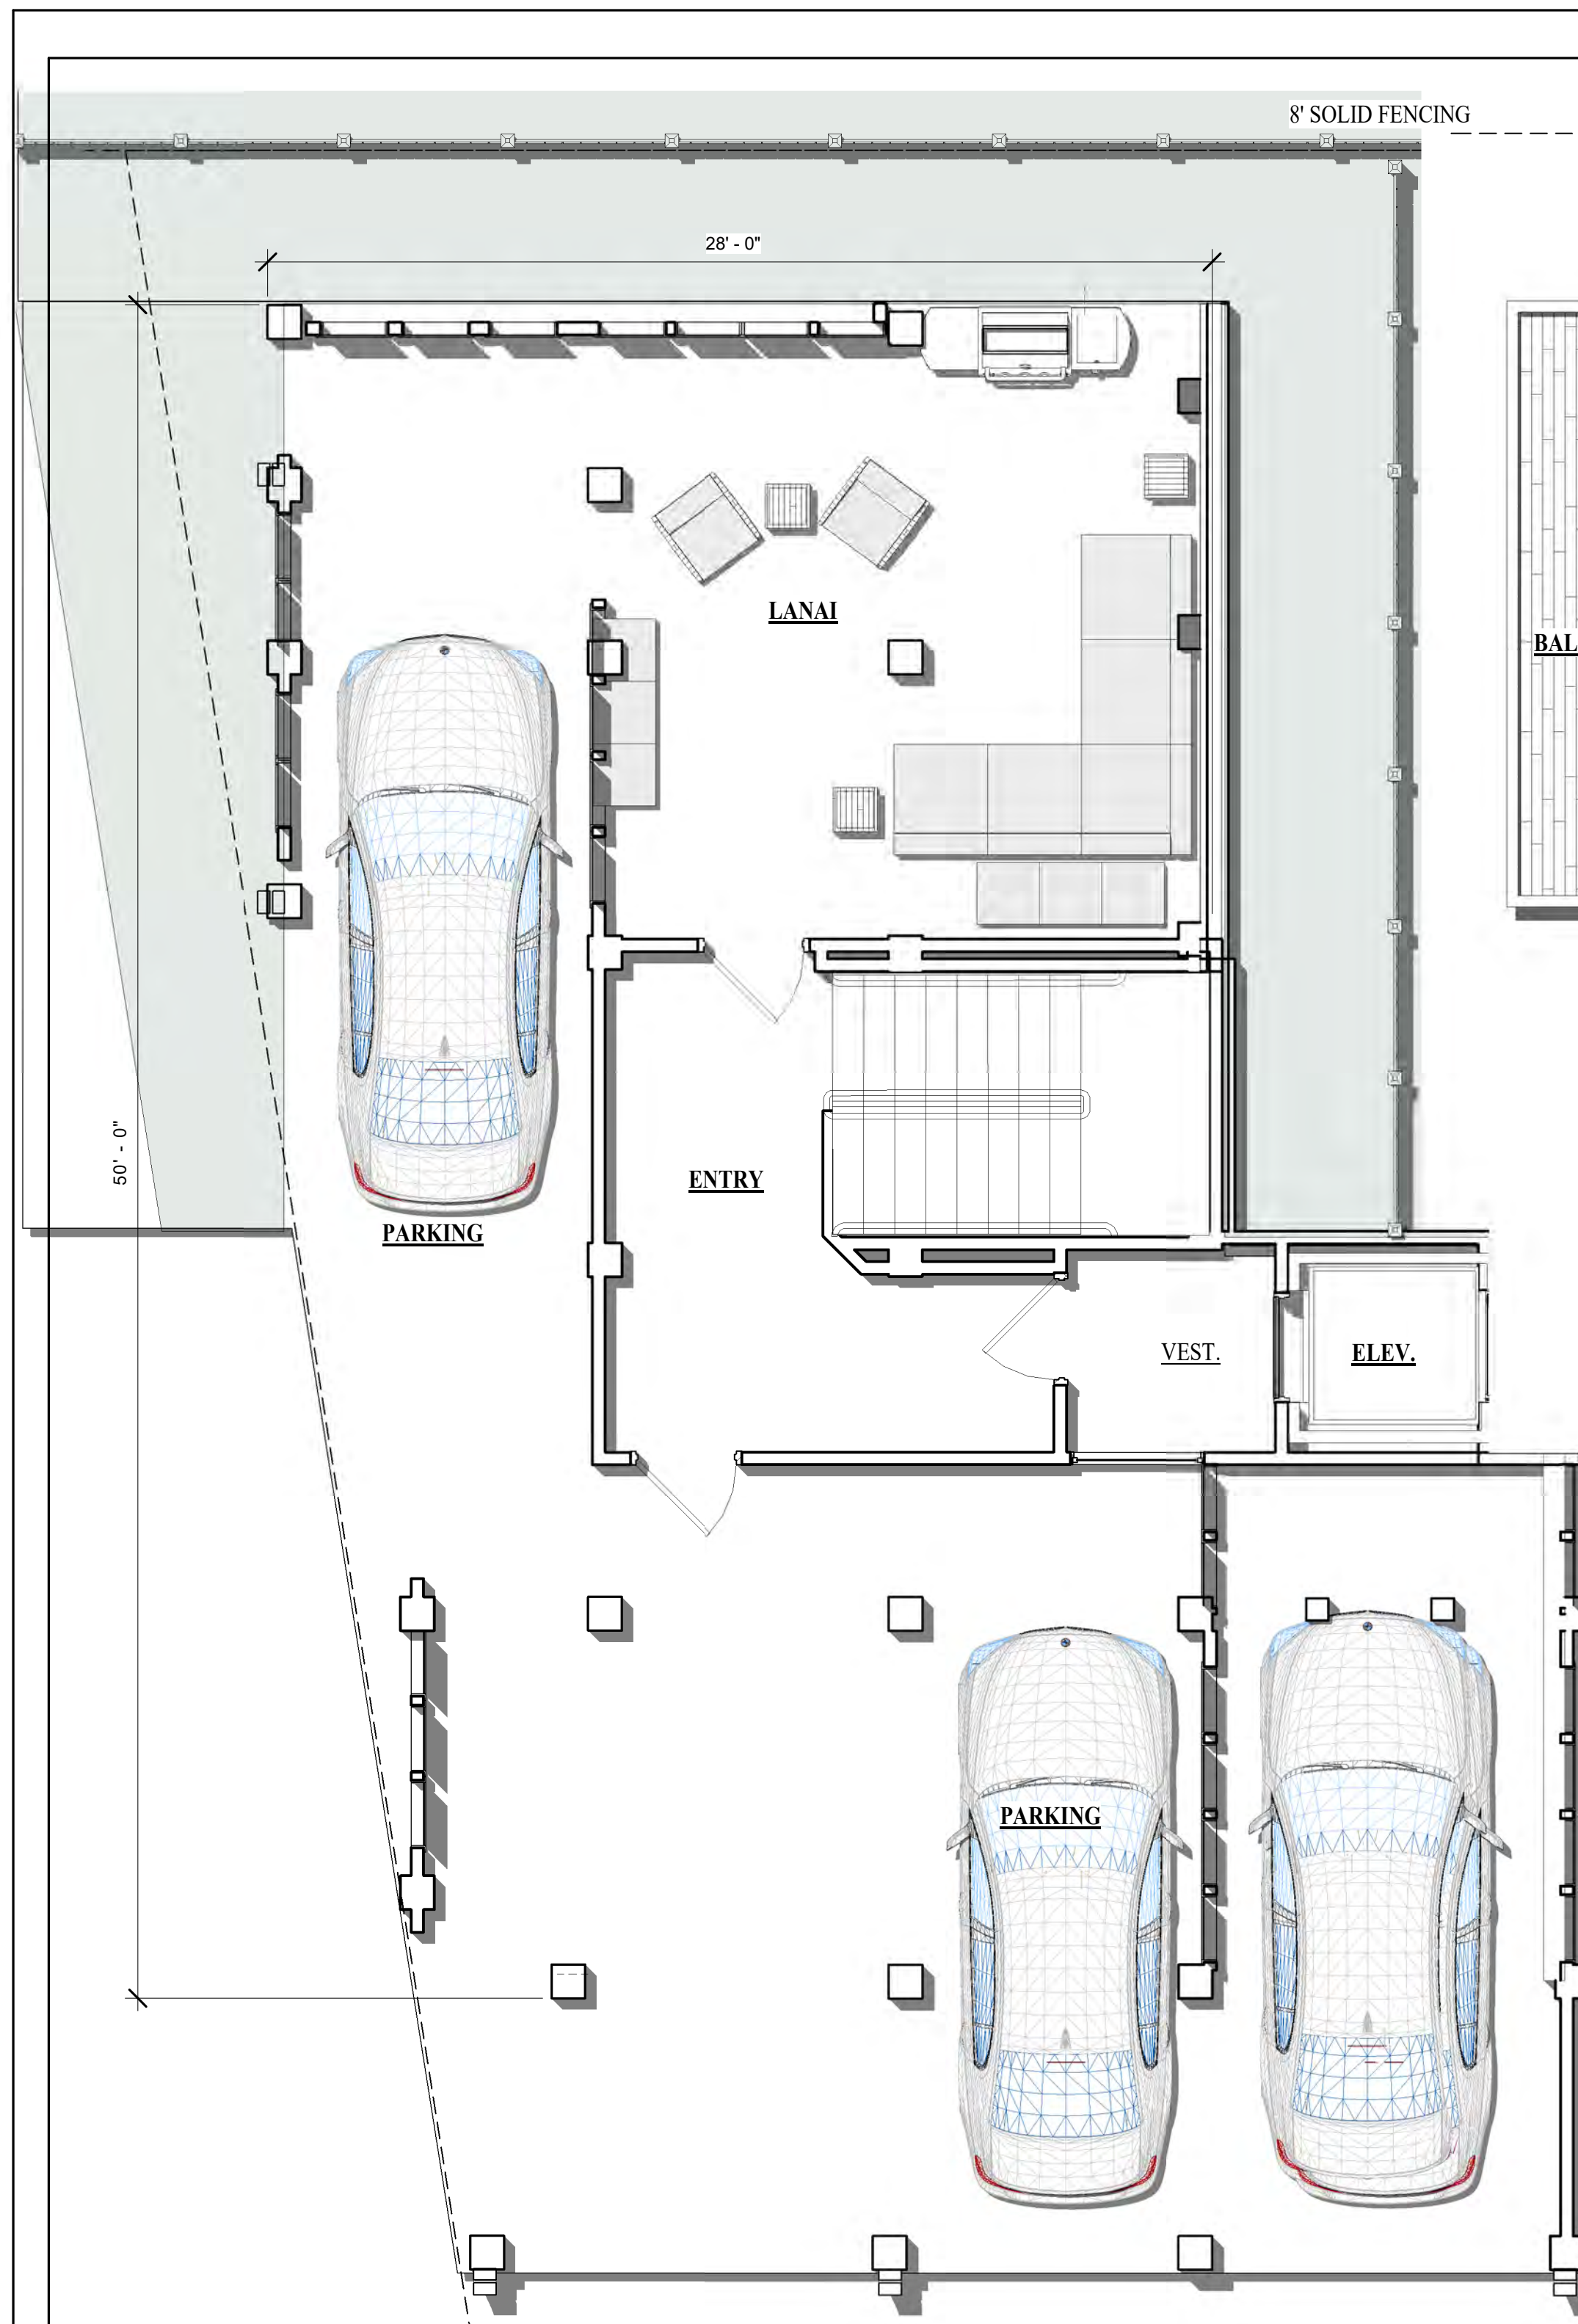 8' SOLID FENCING
28' - 0"
LANAI
BAL
50' - 0"
ENTRY
PARKING
VEST.
ELEV.
PARKING